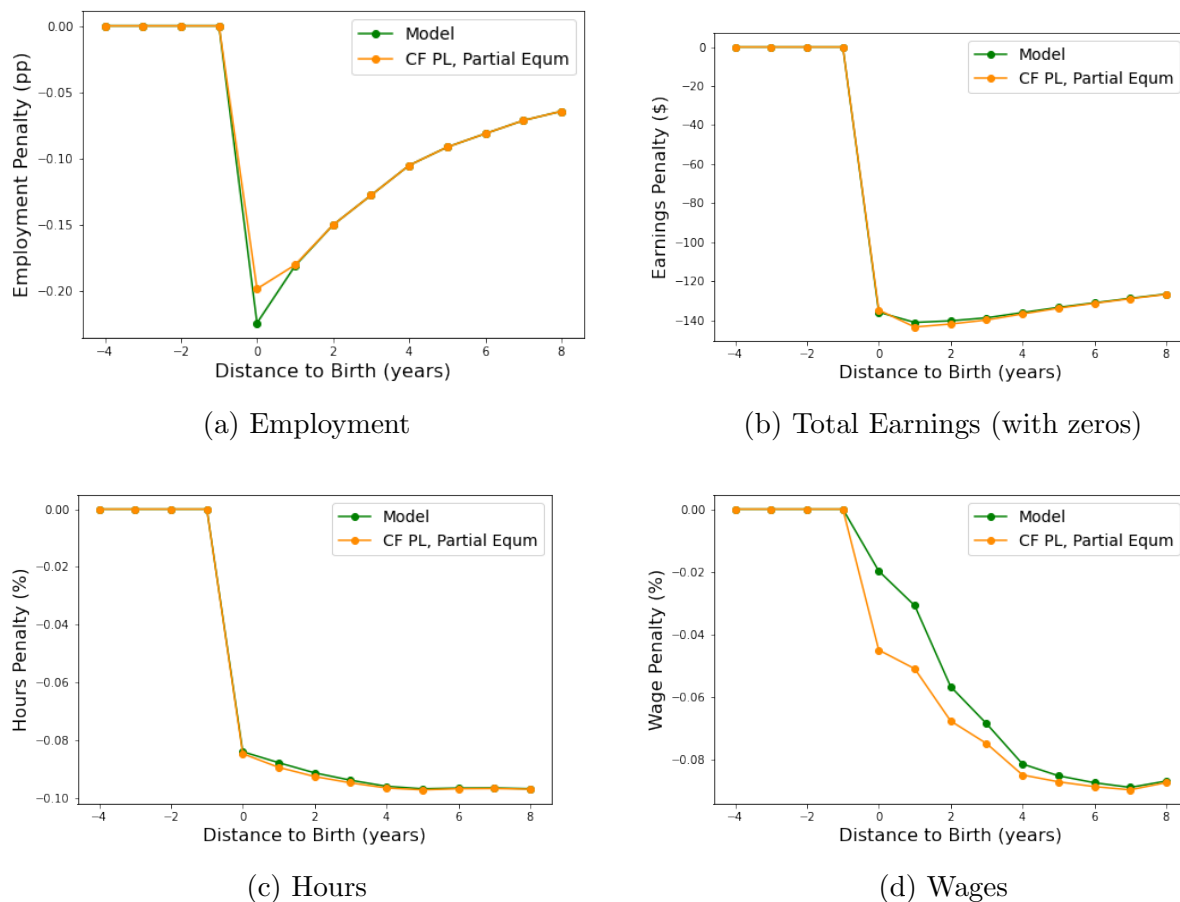 0.00
−0.05
−0.10
−0.15
−0.20
Employment Penalty (pp)
Model
CF PL, Partial Equm
−4
−2
0
2
4
6
8
Distance to Birth (years)
(a) Employment
0
−20
−40
−60
−80
−100
−120
−140
Earnings Penalty ($)
Model
CF PL, Partial Equm
−4
−2
0
2
4
6
8
Distance to Birth (years)
(b) Total Earnings (with zeros)
0.00
−0.02
−0.04
−0.06
−0.08
−0.10
Hours Penalty (%)
Model
CF PL, Partial Equm
−4
−2
0
2
4
6
8
Distance to Birth (years)
(c) Hours
0.00
−0.02
−0.04
−0.06
−0.08
Wage Penalty (%)
Model
CF PL, Partial Equm
−4
−2
0
2
4
6
8
Distance to Birth (years)
(d) Wages